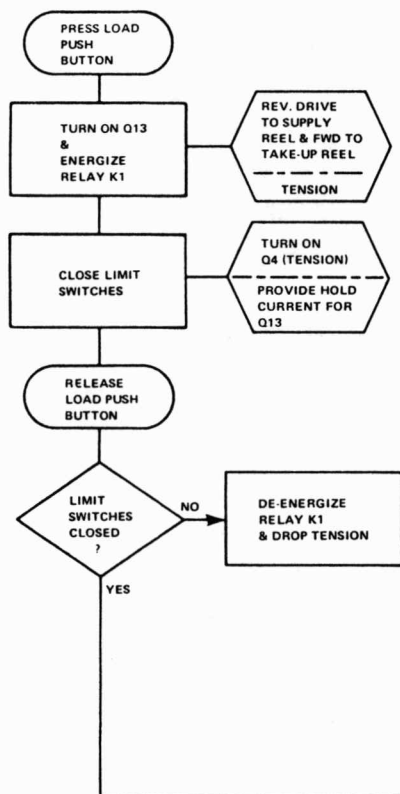 PRESS LOAD
PUSH
BUTTON
TURN ON Q13
&
ENERGIZE
RELAY K1
REV. DRIVE
TO SUPPLY
REEL & FWD TO
TAKE-UP REEL
TENSION
CLOSE LIMIT
SWITCHES
TURN ON
Q4 (TENSION)
PROVIDE HOLD
CURRENT FOR
Q13
RELEASE
LOAD PUSH
BUTTON
LIMIT
SWITCHES
CLOSED
?
NO
DE-ENERGIZE
RELAY K1
& DROP TENSION
YES